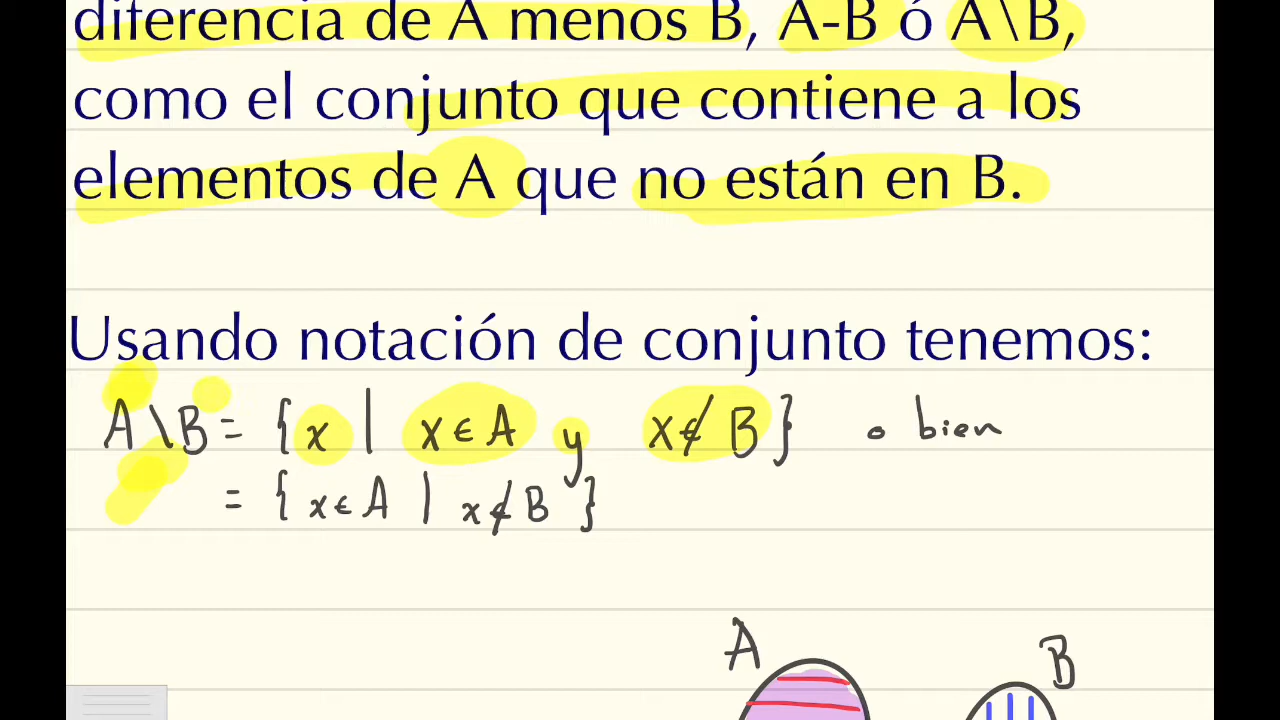 diferencia de A menos B, A-B ó A\B,
como el conjunto que contiene a los
elementos de A que no están en B.
Usando notación de conjunto tenemos:
A\B = {x | x∈A y x∉B} o bien
= {x∈A | x∉B}
A
B